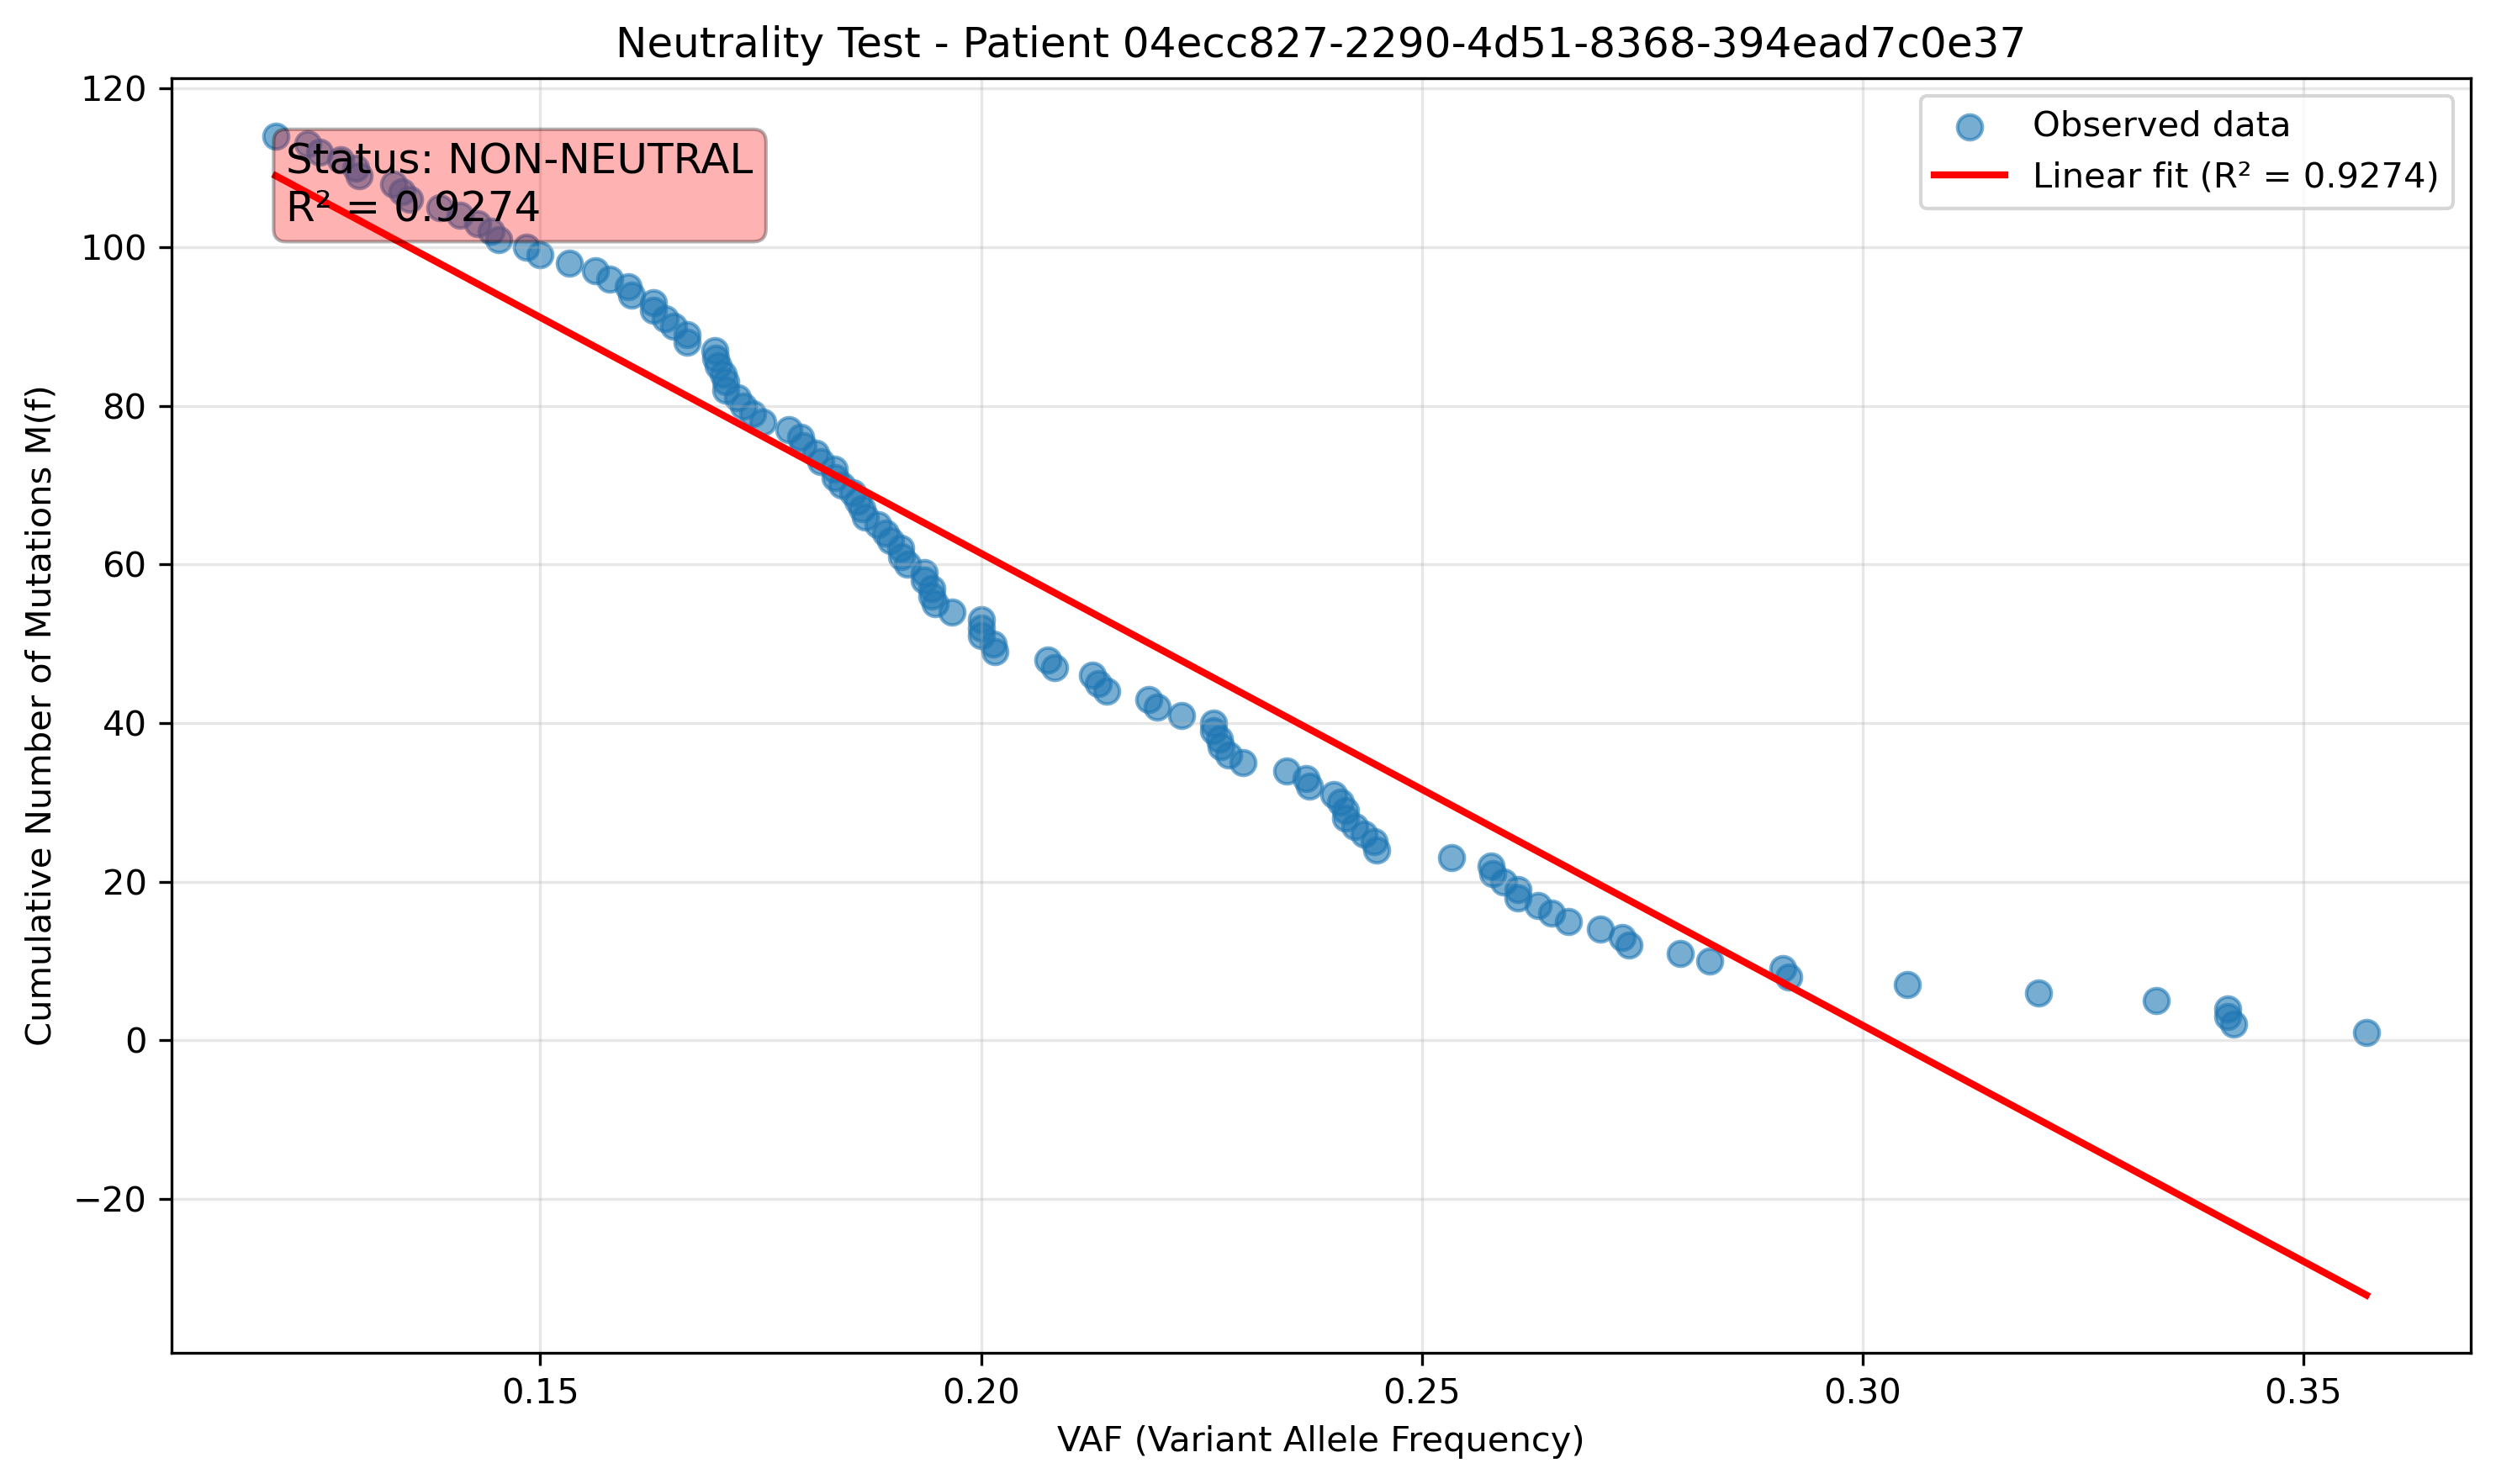 Neutrality Test - Patient 04ecc827-2290-4d51-8368-394ead7c0e37
Cumulative Number of Mutations M(f)
120
100
80
60
40
20
0
−20
Status: NON-NEUTRAL
R² = 0.9274
Observed data
Linear fit (R² = 0.9274)
0.15 0.20 0.25 0.30 0.35
VAF (Variant Allele Frequency)